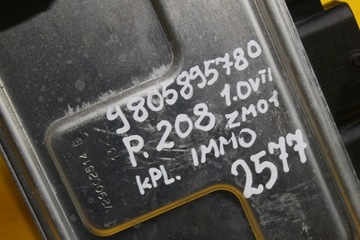 9805895780
P. 208 1.0VTI
KPL. IMMO ZM01
2577